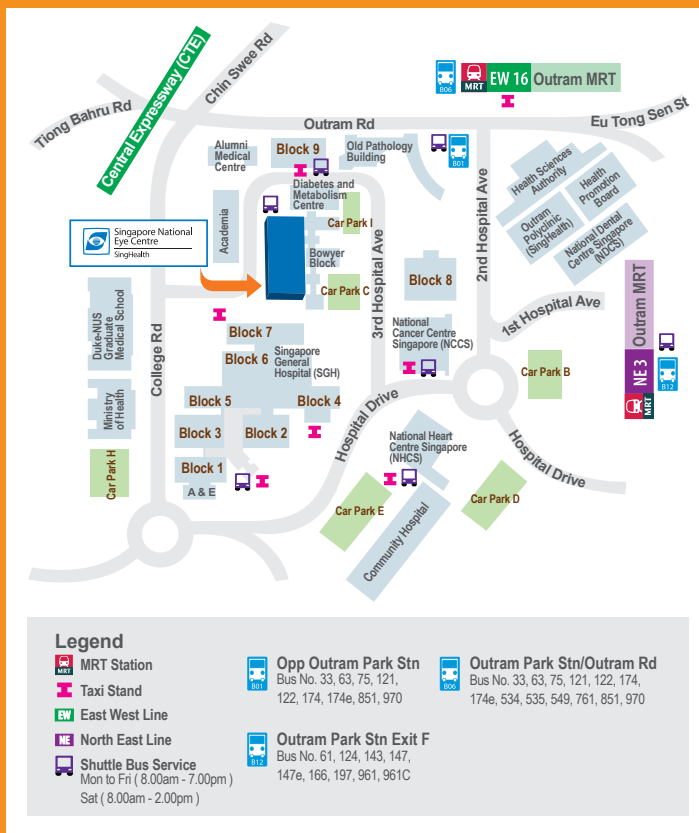 Chin Swee Rd
Central Expressway (CTE)
Tiong Bahru Rd
B06
MRT
EW 16
Outram MRT
Outram Rd
Eu Tong Sen St
Alumni
Medical
Centre
Block 9
Old Pathology
Building
B01
2nd Hospital Ave
Health Sciences
Authority
Health
Promotion
Board
Outram
Polyclinic
(SingHealth)
National Dental
Centre Singapore
(NDCS)
Diabetes and
Metabolism
Centre
Car Park I
Academia
Singapore National
Eye Centre
SingHealth
Bowyer
Block
Car Park C
3rd Hospital Ave
Block 8
1st Hospital Ave
Outram MRT
NE 3
MRT
B12
Duke-NUS
Graduate
Medical School
College Rd
Block 7
Block 6
Singapore
General
Hospital (SGH)
National
Cancer Centre
Singapore (NCCS)
Car Park B
Ministry
of Health
Block 5
Block 4
Block 3
Block 2
Hospital Drive
National Heart
Centre Singapore
(NHCS)
Hospital Drive
Car Park H
Block 1
A & E
Car Park E
Community Hospital
Car Park D
Legend
MRT
MRT Station
Taxi Stand
EW East West Line
NE North East Line
Shuttle Bus Service
Mon to Fri ( 8.00am - 7.00pm )
Sat ( 8.00am - 2.00pm )
B01
Opp Outram Park Stn
Bus No. 33, 63, 75, 121,
122, 174, 174e, 851, 970
B12
Outram Park Stn Exit F
Bus No. 61, 124, 143, 147,
147e, 166, 197, 961, 961C
B06
Outram Park Stn/Outram Rd
Bus No. 33, 63, 75, 121, 122, 174,
174e, 534, 535, 549, 761, 851, 970